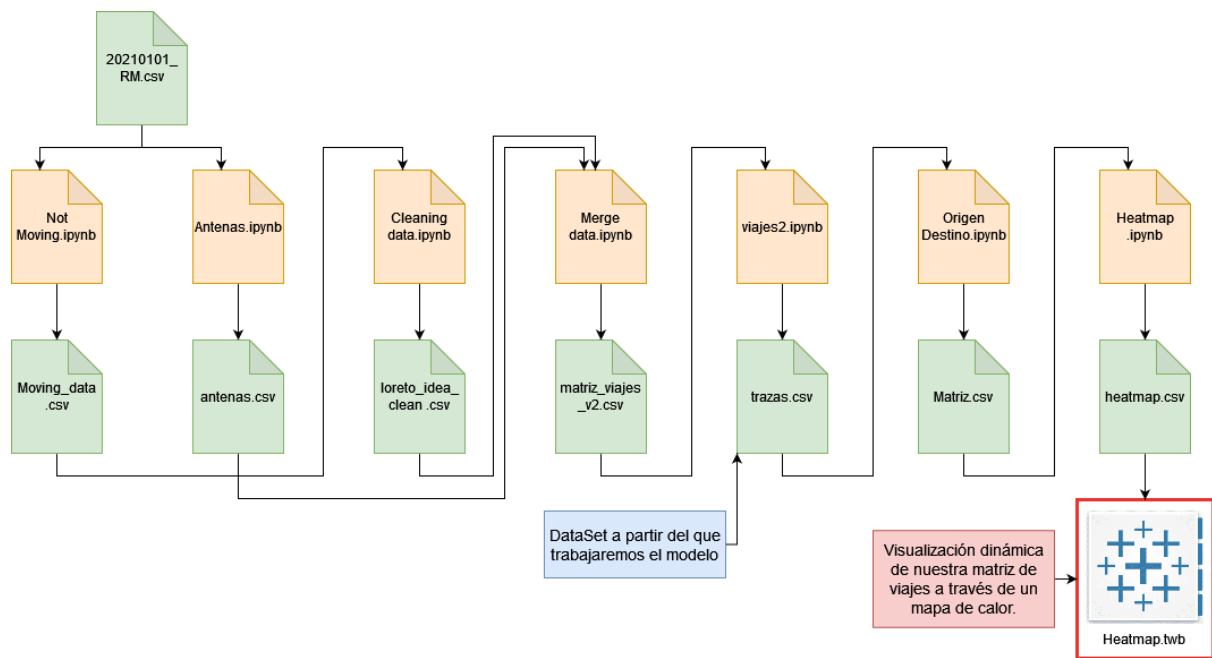 20210101_
RM.csv
Not
Moving.ipynb
Antenas.ipynb
Cleaning
data.ipynb
Merge
data.ipynb
viajes2.ipynb
Origen
Destino.ipynb
Heatmap
.ipynb
Moving_data
.csv
antenas.csv
loreto_idea_
clean .csv
matriz_viajes
_v2.csv
trazas.csv
Matriz.csv
heatmap.csv
DataSet a partir del que
trabajaremos el modelo
Visualización dinámica
de nuestra matriz de
viajes a través de un
mapa de calor.
Heatmap.twb